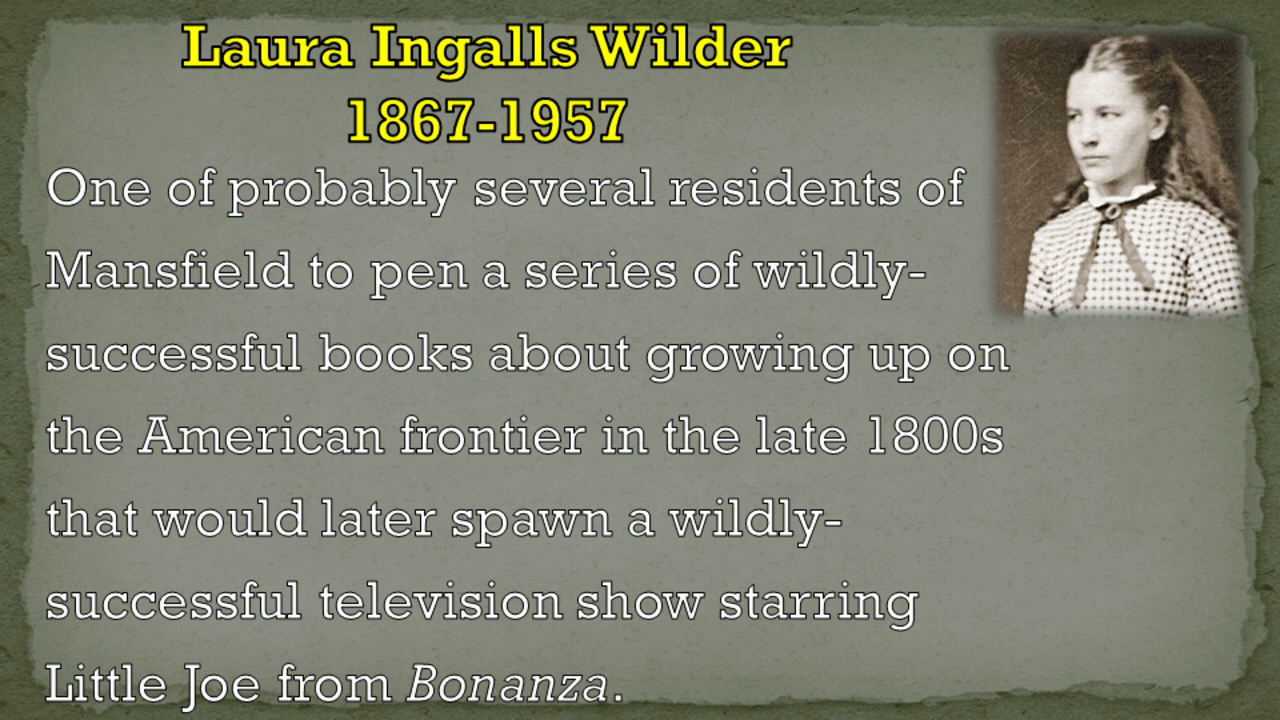 Laura Ingalls Wilder
1867-1957
One of probably several residents of
Mansfield to pen a series of wildly-
successful books about growing up on
the American frontier in the late 1800s
that would later spawn a wildly-
successful television show starring
Little Joe from Bonanza.